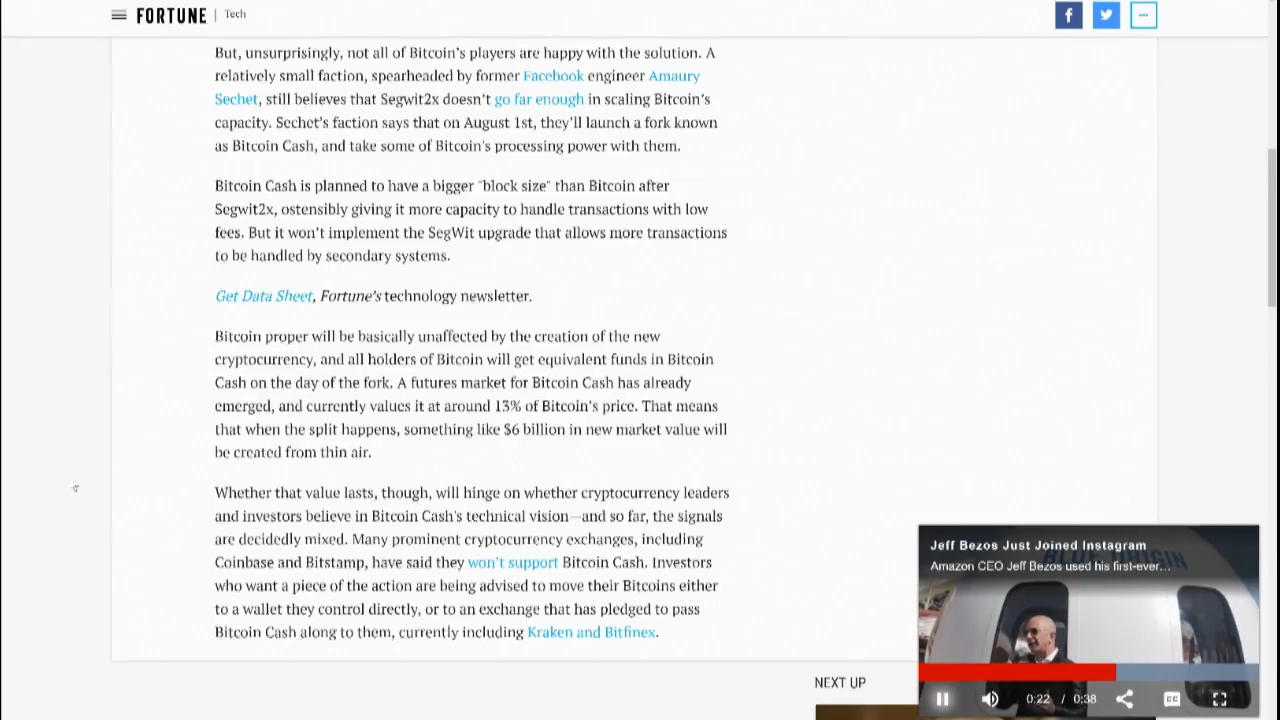 FORTUNE | Tech
But, unsurprisingly, not all of Bitcoin's players are happy with the solution. A
relatively small faction, spearheaded by former Facebook engineer Amaury
Sechet, still believes that Segwit2x doesn't go far enough in scaling Bitcoin's
capacity. Sechet's faction says that on August 1st, they'll launch a fork known
as Bitcoin Cash, and take some of Bitcoin's processing power with them.
Bitcoin Cash is planned to have a bigger "block size" than Bitcoin after
Segwit2x, ostensibly giving it more capacity to handle transactions with low
fees. But it won't implement the SegWit upgrade that allows more transactions
to be handled by secondary systems.
Get Data Sheet, Fortune's technology newsletter.
Bitcoin proper will be basically unaffected by the creation of the new
cryptocurrency, and all holders of Bitcoin will get equivalent funds in Bitcoin
Cash on the day of the fork. A futures market for Bitcoin Cash has already
emerged, and currently values it at around 13% of Bitcoin's price. That means
that when the split happens, something like $6 billion in new market value will
be created from thin air.
Whether that value lasts, though, will hinge on whether cryptocurrency leaders
and investors believe in Bitcoin Cash's technical vision—and so far, the signals
are decidedly mixed. Many prominent cryptocurrency exchanges, including
Coinbase and Bitstamp, have said they won't support Bitcoin Cash. Investors
who want a piece of the action are being advised to move their Bitcoins either
to a wallet they control directly, or to an exchange that has pledged to pass
Bitcoin Cash along to them, currently including Kraken and Bitfinex.
Jeff Bezos Just Joined Instagram
Amazon CEO Jeff Bezos used his first-ever...
BLUE ORIGIN
0:22 / 0:38
CC
NEXT UP